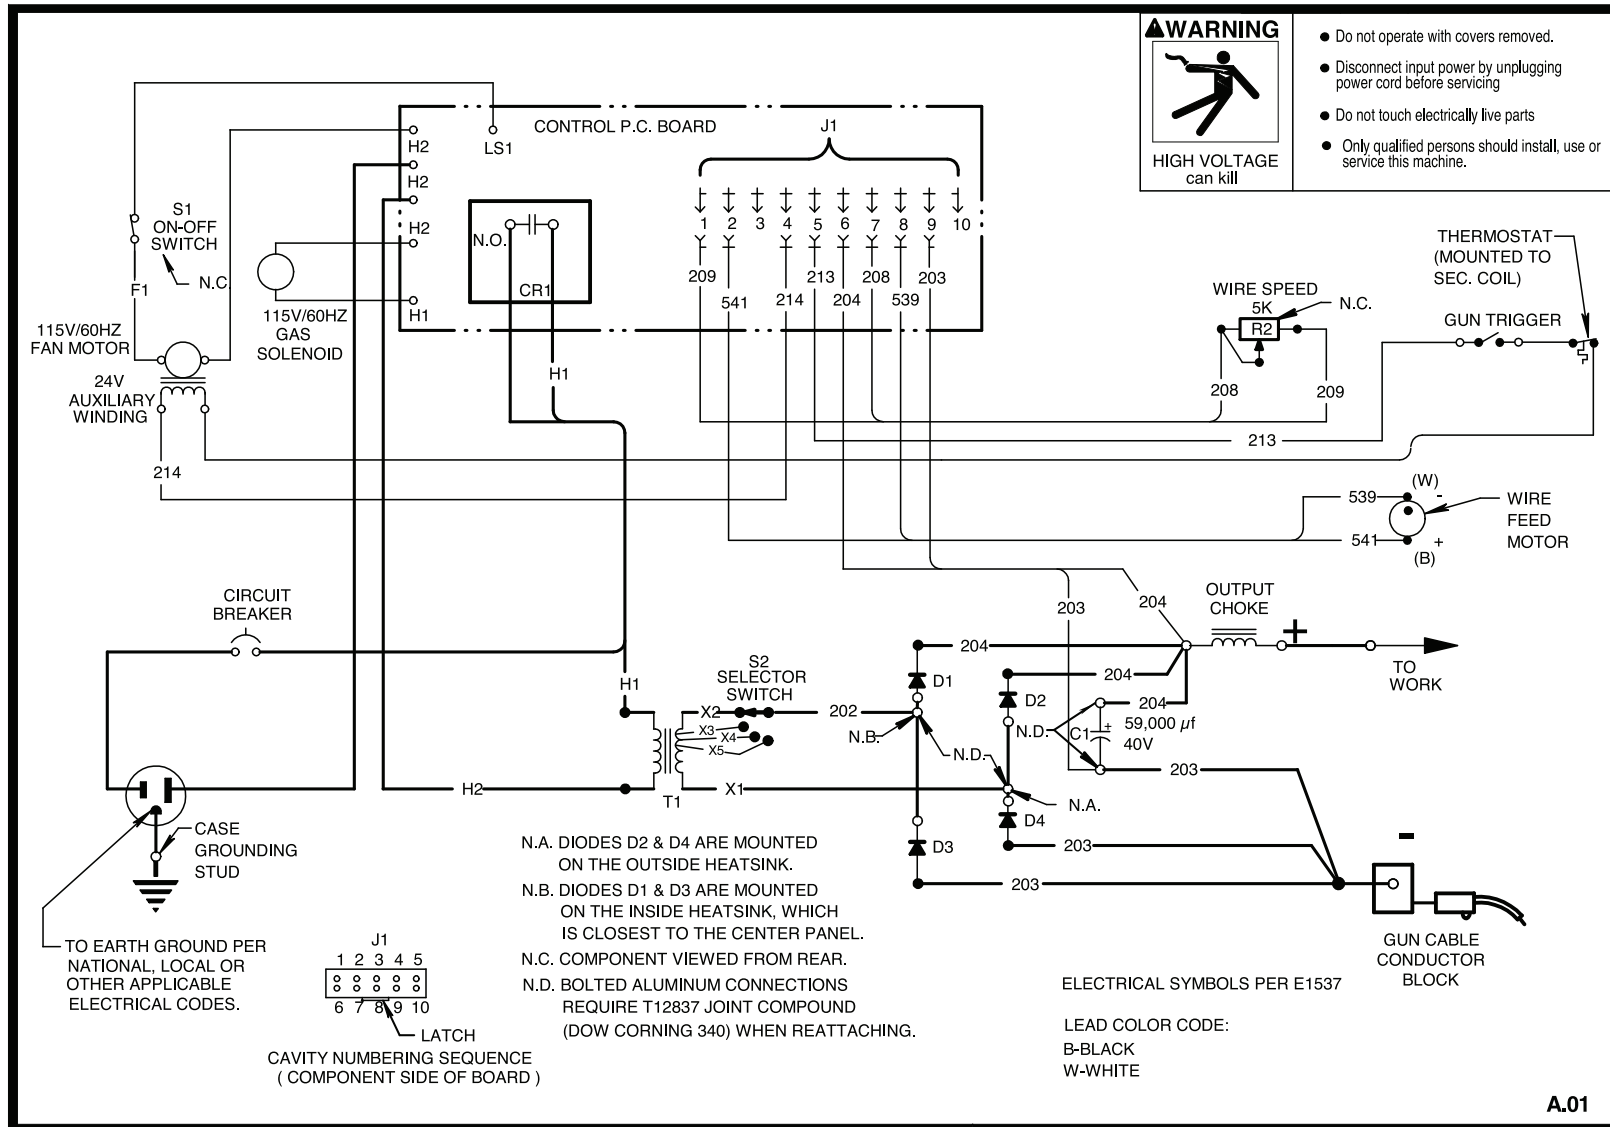 WARNING
HIGH VOLTAGE
can kill
Do not operate with covers removed.
Disconnect input power by unplugging
power cord before servicing
Do not touch electrically live parts
Only qualified persons should install, use or
service this machine.
CONTROL P.C. BOARD
J1
LS1
H2
H2
H2
H1
N.O.
CR1
1 2 3 4 5 6 7 8 9 10
209
541
214
213
204
208
539
203
S1
ON-OFF
SWITCH
N.C.
F1
115V/60HZ
FAN MOTOR
24V
AUXILIARY
WINDING
115V/60HZ
GAS
SOLENOID
H1
214
THERMOSTAT
(MOUNTED TO
SEC. COIL)
WIRE SPEED
5K
R2
N.C.
GUN TRIGGER
208
209
213
(W)
539
-
541
+
(B)
WIRE
FEED
MOTOR
CIRCUIT
BREAKER
203
204
OUTPUT
CHOKE
+
TO
WORK
H1
S2
SELECTOR
SWITCH
X2
X3
X4
X5
202
204
D1
204
D2
204
N.B.
N.D.
N.D.
C1
+
59,000 µf
40V
203
H2
T1
X1
N.A.
D3
D4
203
203
-
CASE
GROUNDING
STUD
TO EARTH GROUND PER
NATIONAL, LOCAL OR
OTHER APPLICABLE
ELECTRICAL CODES.
J1
1 2 3 4 5
6 7 8 9 10
LATCH
CAVITY NUMBERING SEQUENCE
( COMPONENT SIDE OF BOARD )
N.A. DIODES D2 & D4 ARE MOUNTED
ON THE OUTSIDE HEATSINK.
N.B. DIODES D1 & D3 ARE MOUNTED
ON THE INSIDE HEATSINK, WHICH
IS CLOSEST TO THE CENTER PANEL.
N.C. COMPONENT VIEWED FROM REAR.
N.D. BOLTED ALUMINUM CONNECTIONS
REQUIRE T12837 JOINT COMPOUND
(DOW CORNING 340) WHEN REATTACHING.
GUN CABLE
CONDUCTOR
BLOCK
ELECTRICAL SYMBOLS PER E1537
LEAD COLOR CODE:
B-BLACK
W-WHITE
A.01